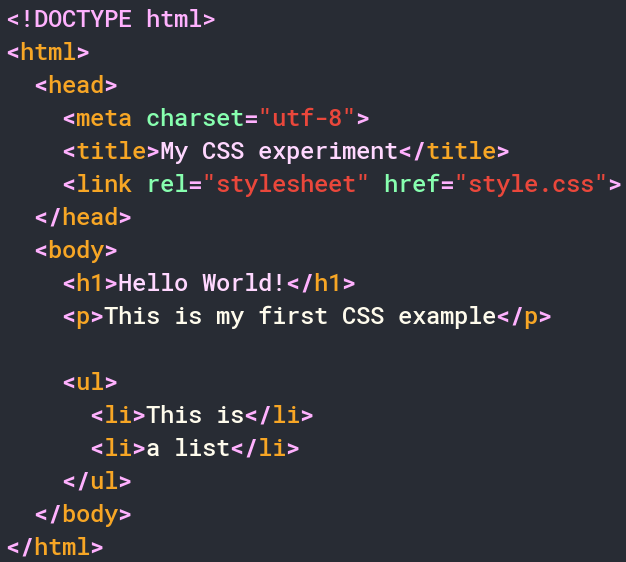 <!DOCTYPE html>
<html>
  <head>
    <meta charset="utf-8">
    <title>My CSS experiment</title>
    <link rel="stylesheet" href="style.css">
  </head>
  <body>
    <h1>Hello World!</h1>
    <p>This is my first CSS example</p>

    <ul>
      <li>This is</li>
      <li>a list</li>
    </ul>
  </body>
</html>